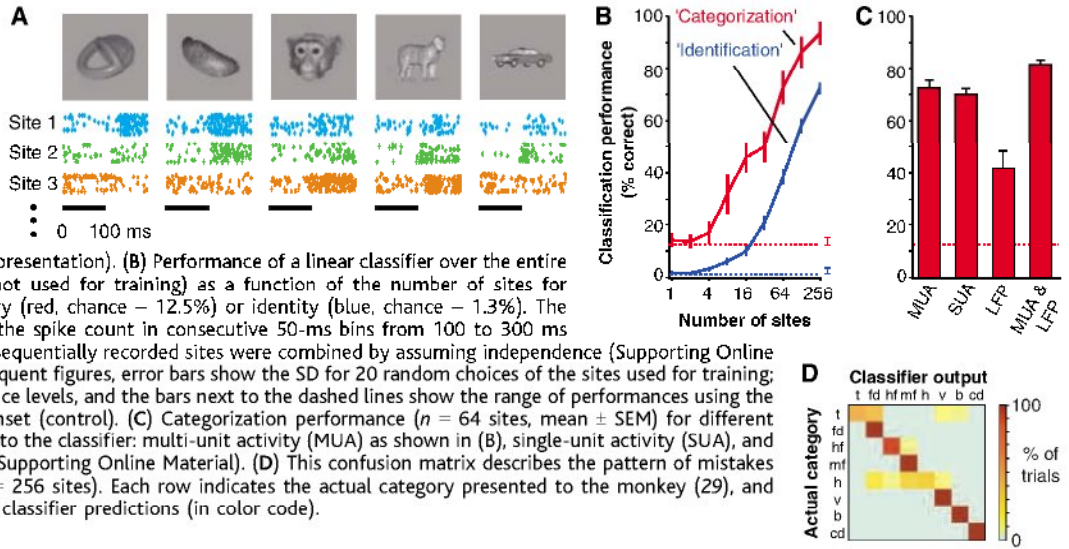 A
Site 1
Site 2
Site 3
0 100 ms
B
Classification performance
(% correct)
100
80
60
40
20
0
'Categorization'
'Identification'
1 4 16 64 256
Number of sites
C
100
80
60
40
20
0
MUA
SUA
LFP
MUA &
LFP
presentation). (B) Performance of a linear classifier over the entire
not used for training) as a function of the number of sites for
ry (red, chance – 12.5%) or identity (blue, chance – 1.3%). The
the spike count in consecutive 50-ms bins from 100 to 300 ms
Sequentially recorded sites were combined by assuming independence (Supporting Online
quent figures, error bars show the SD for 20 random choices of the sites used for training;
ce levels, and the bars next to the dashed lines show the range of performances using the
nset (control). (C) Categorization performance (n = 64 sites, mean ± SEM) for different
to the classifier: multi-unit activity (MUA) as shown in (B), single-unit activity (SUA), and
Supporting Online Material). (D) This confusion matrix describes the pattern of mistakes
= 256 sites). Each row indicates the actual category presented to the monkey (29), and
classifier predictions (in color code).
D
Classifier output
t fd hf mf h v b cd
Actual category
t
fd
hf
mf
h
v
b
cd
100
% of
trials
0